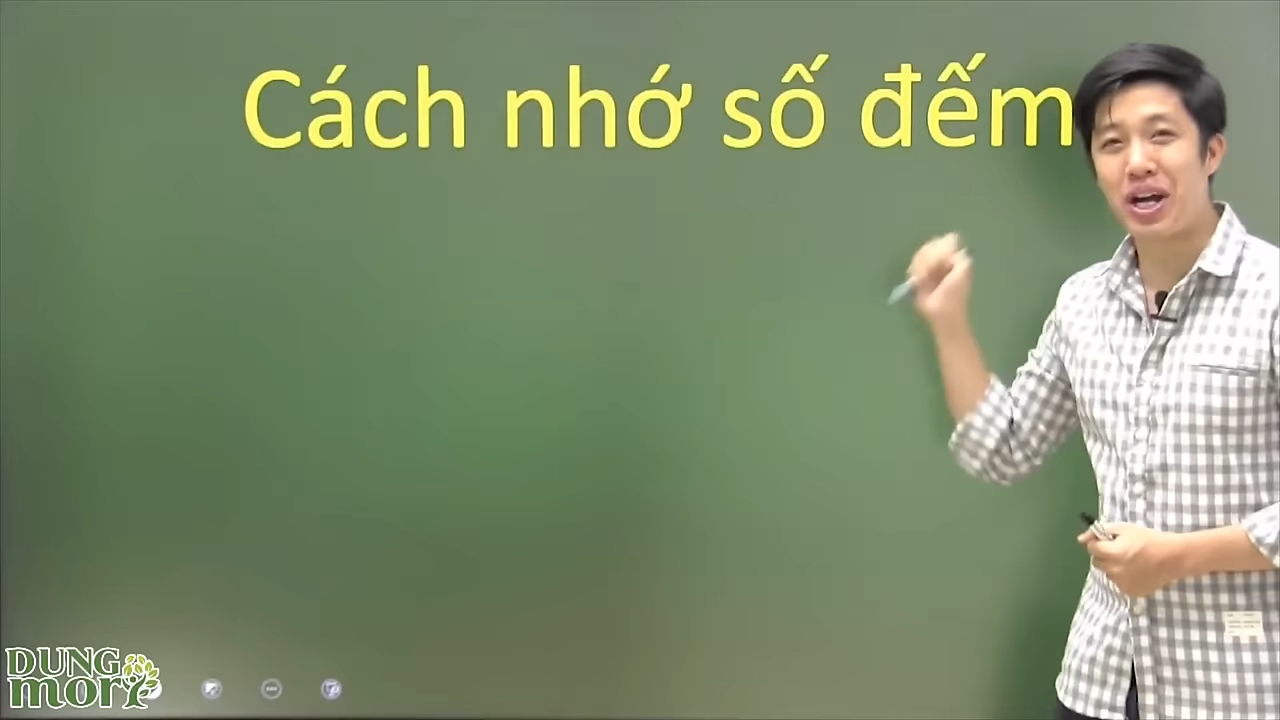 Cách nhớ số đếm
DUNG
mori